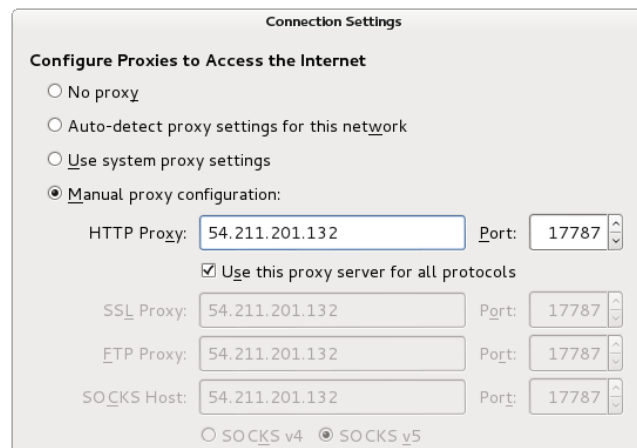 Connection Settings
Configure Proxies to Access the Internet
No proxy
Auto-detect proxy settings for this network
Use system proxy settings
Manual proxy configuration:
HTTP Proxy: 54.211.201.132 Port: 17787
Use this proxy server for all protocols
SSL Proxy: 54.211.201.132 Port: 17787
FTP Proxy: 54.211.201.132 Port: 17787
SOCKS Host: 54.211.201.132 Port: 17787
SOCKS v4 SOCKS v5